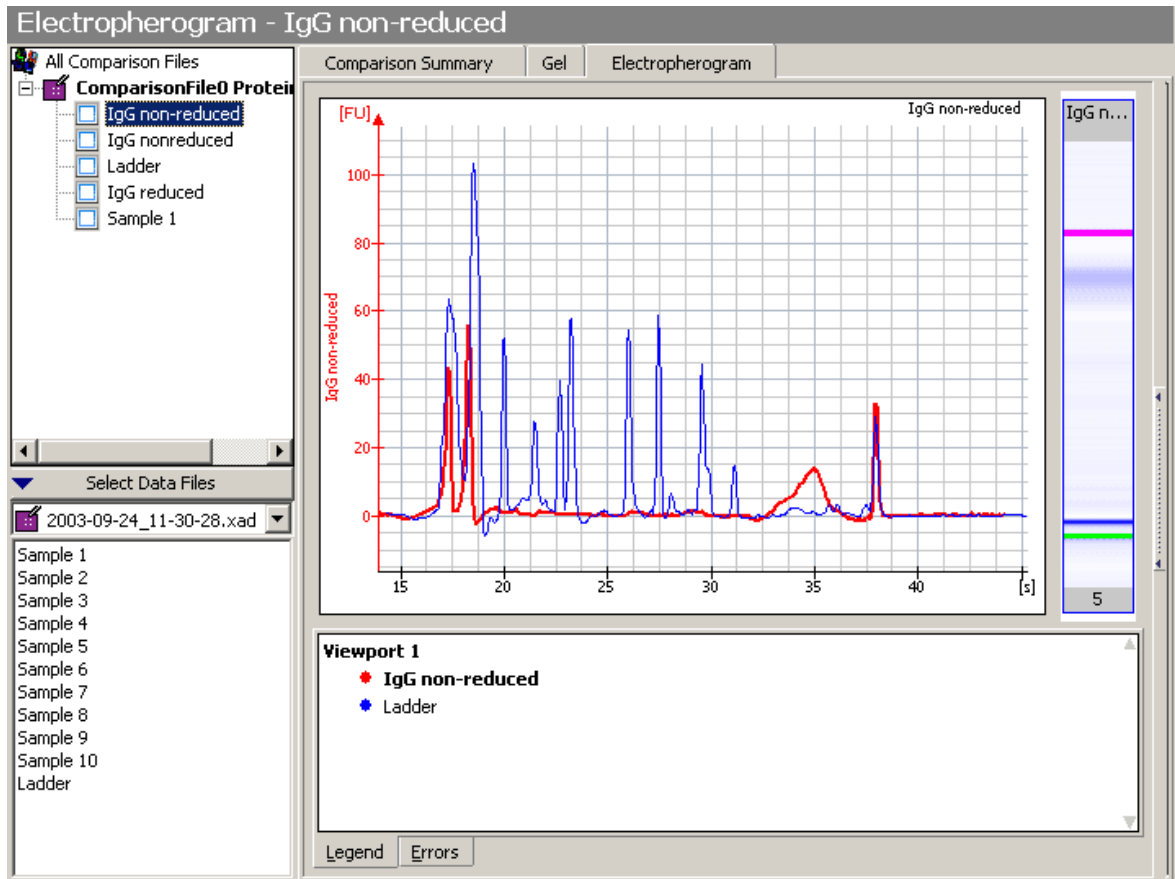 Electropherogram - IgG non-reduced
All Comparison Files
ComparisonFile0 Protei
IgG non-reduced
IgG nonreduced
Ladder
IgG reduced
Sample 1
Select Data Files
2003-09-24_11-30-28.xad
Sample 1
Sample 2
Sample 3
Sample 4
Sample 5
Sample 6
Sample 7
Sample 8
Sample 9
Sample 10
Ladder
Comparison Summary Gel Electropherogram
[FU] IgG non-reduced
100
80
60
40
20
0
IgG non-reduced
15 20 25 30 35 40 [s]
IgG n...
5
Viewport 1
IgG non-reduced
Ladder
Legend Errors